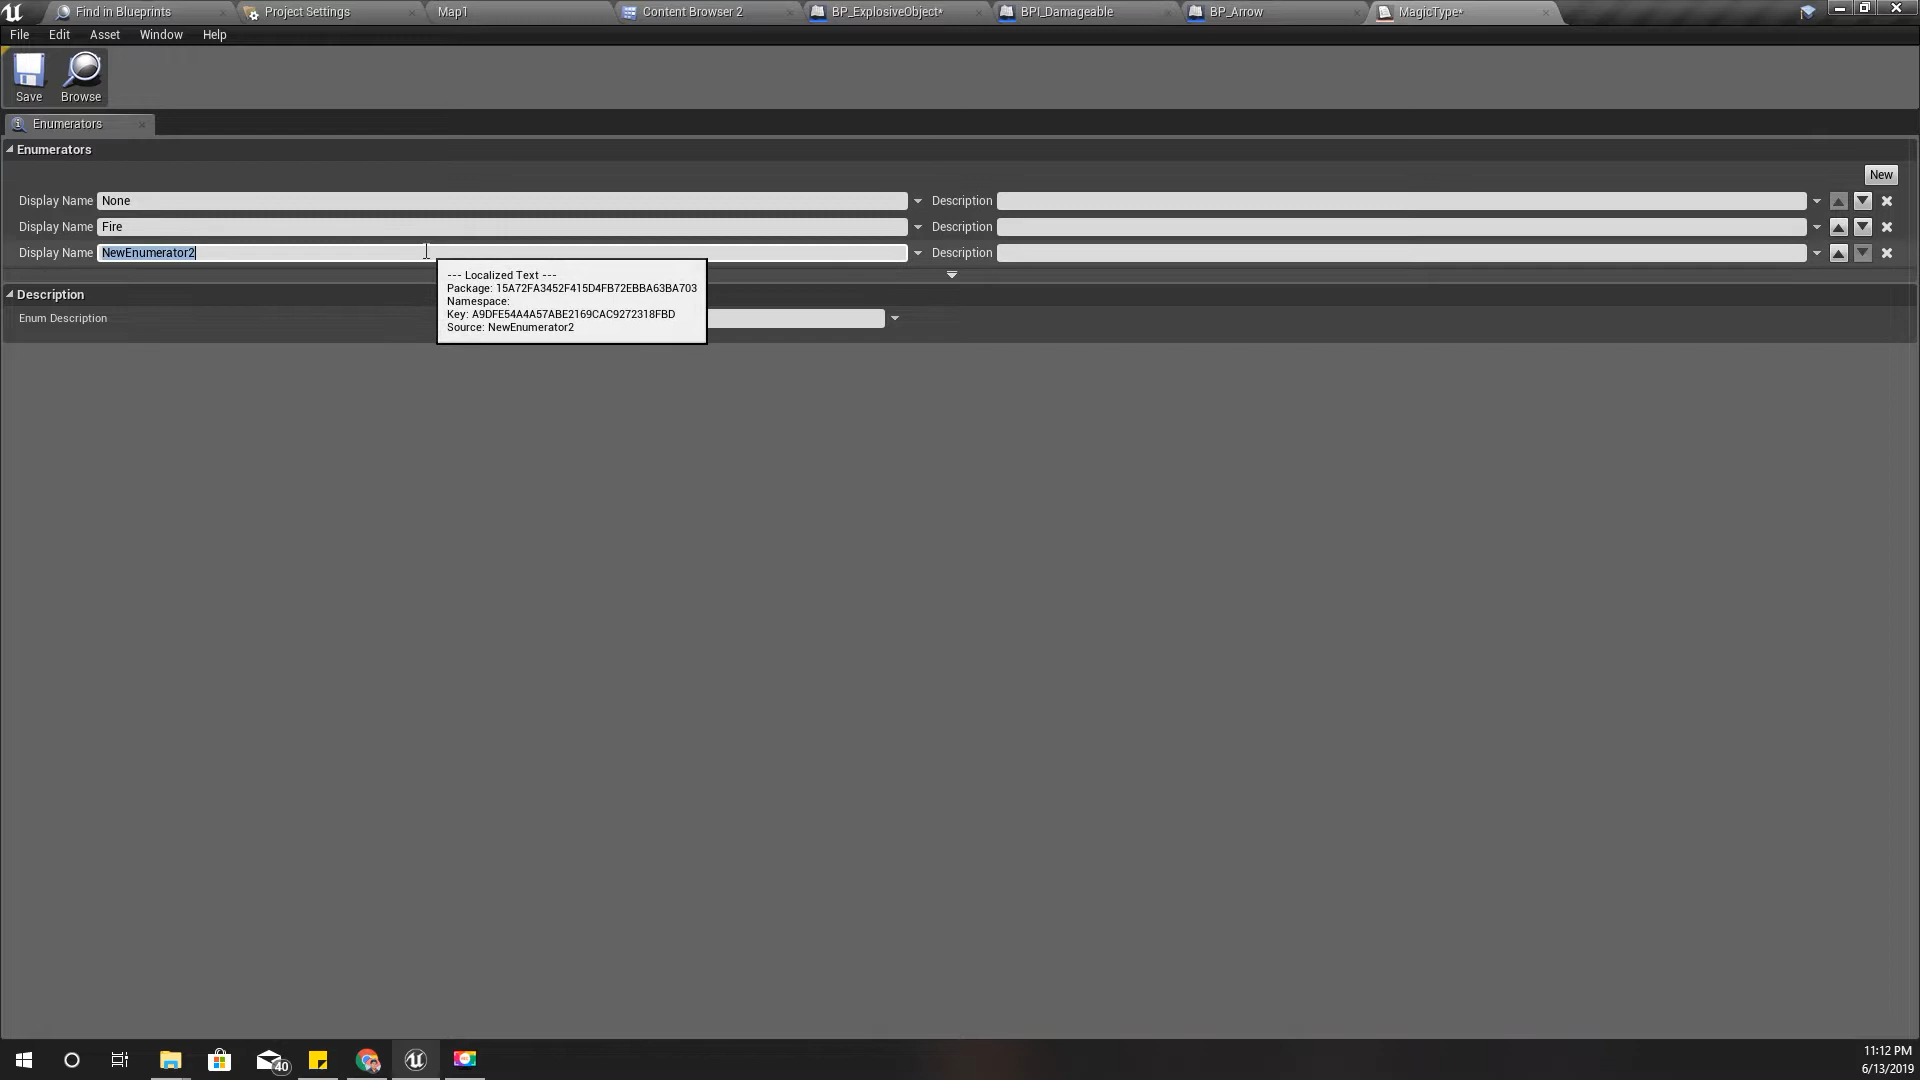 Find in Blueprints
Project Settings
Map1
Content Browser 2
BP_ExplosiveObject*
BPI_Damageable
BP_Arrow
MagicType*
File Edit Asset Window Help
Save Browse
Enumerators
Enumerators
New
Display Name None Description
Display Name Fire Description
Display Name NewEnumerator2 Description
--- Localized Text ---
Package: 15A72FA3452F415D4FB72EBBA63BA703
Namespace:
Key: A9DFE54A4A57ABE2169CAC9272318FBD
Source: NewEnumerator2
Description
Enum Description
40
11:12 PM
6/13/2019